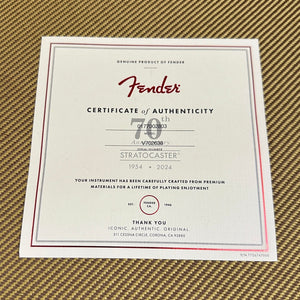 GENUINE PRODUCT OF FENDER
Fender
CERTIFICATE of AUTHENTICITY
70th
Anniversary
V702638
SERIAL NUMBER
STRATOCASTER
1954 • 2024
YOUR INSTRUMENT HAS BEEN CAREFULLY CRAFTED FROM PREMIUM
MATERIALS FOR A LIFETIME OF PLAYING ENJOYMENT
EST. FENDER CA. 1946
THANK YOU
ICONIC. AUTHENTIC. ORIGINAL.
311 CESSNA CIRCLE, CORONA, CA 92880